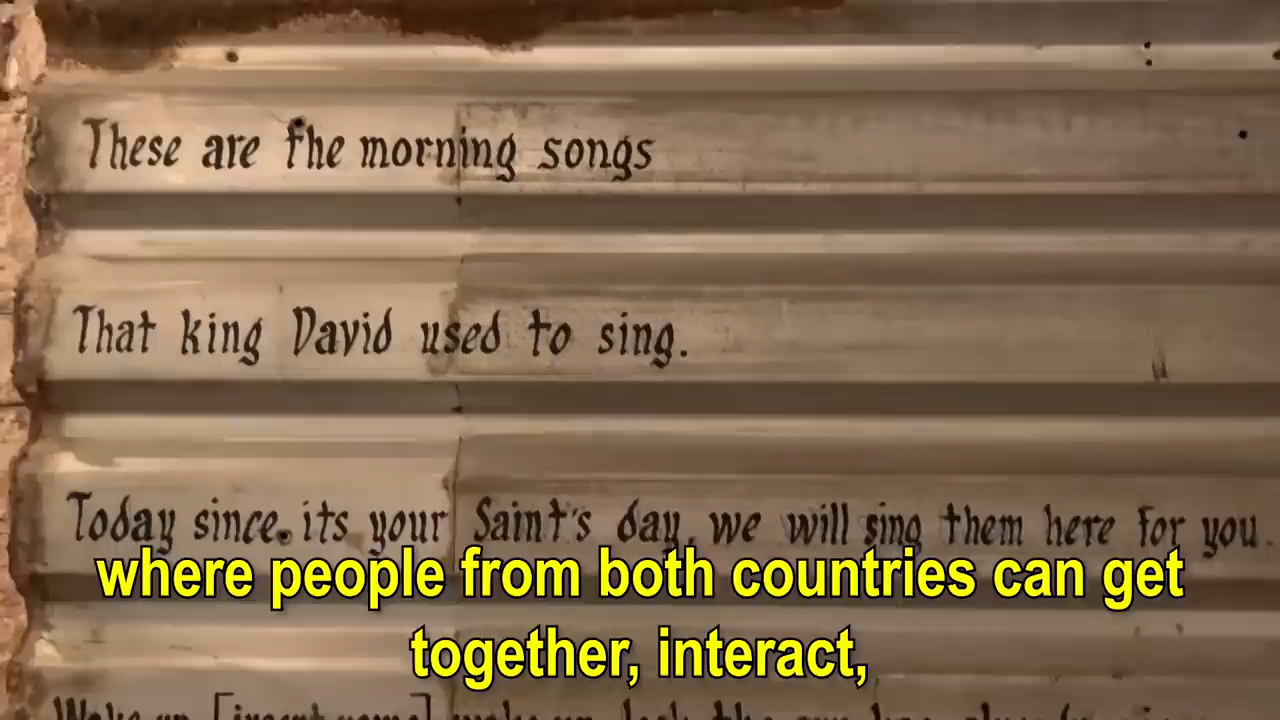 These are the morning songs
That king David used to sing.
Today since. its your Saint's day, we will sing them here for you.
where people from both countries can get
together, interact,